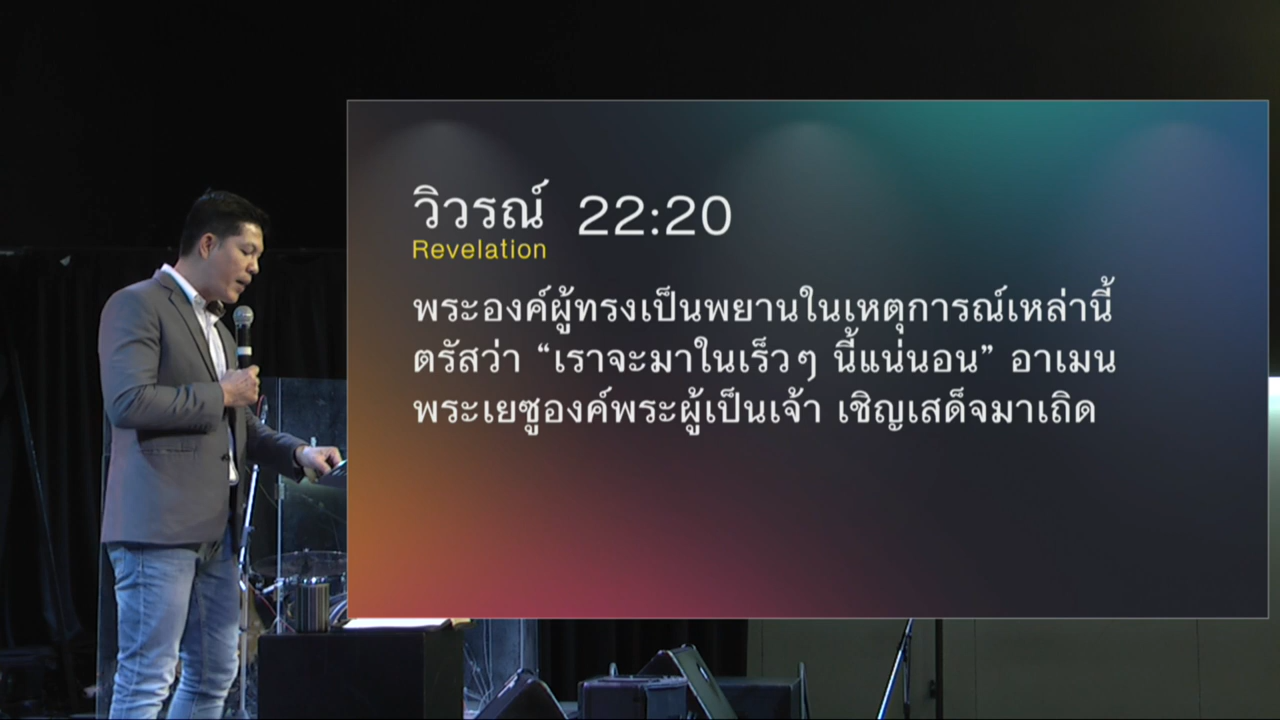 วิวรณ์ 22:20
Revelation
พระองค์ผู้ทรงเป็นพยานในเหตุการณ์เหล่านี้
ตรัสว่า “เราจะมาในเร็วๆ นี้แน่นอน” อาเมน
พระเยซูองค์พระผู้เป็นเจ้า เชิญเสด็จมาเถิด